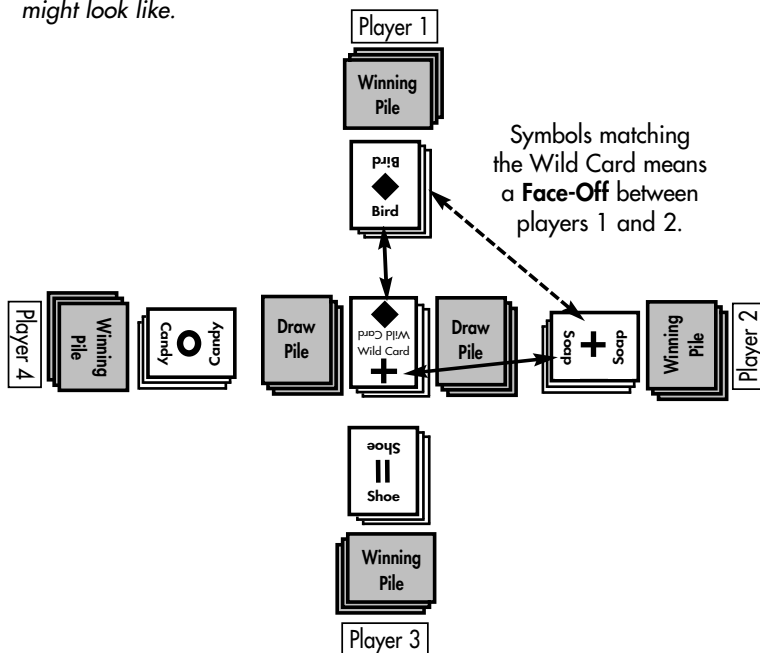 might look like.
Player 1
Winning
Pile
Bird
Bird
Symbols matching
the Wild Card means
a Face-Off between
players 1 and 2.
Player 4
Winning
Pile
Candy
Candy
Draw
Pile
Wild Card
Wild Card
Draw
Pile
Soap
Soap
Winning
Pile
Player 2
Shoe
Shoe
Winning
Pile
Player 3